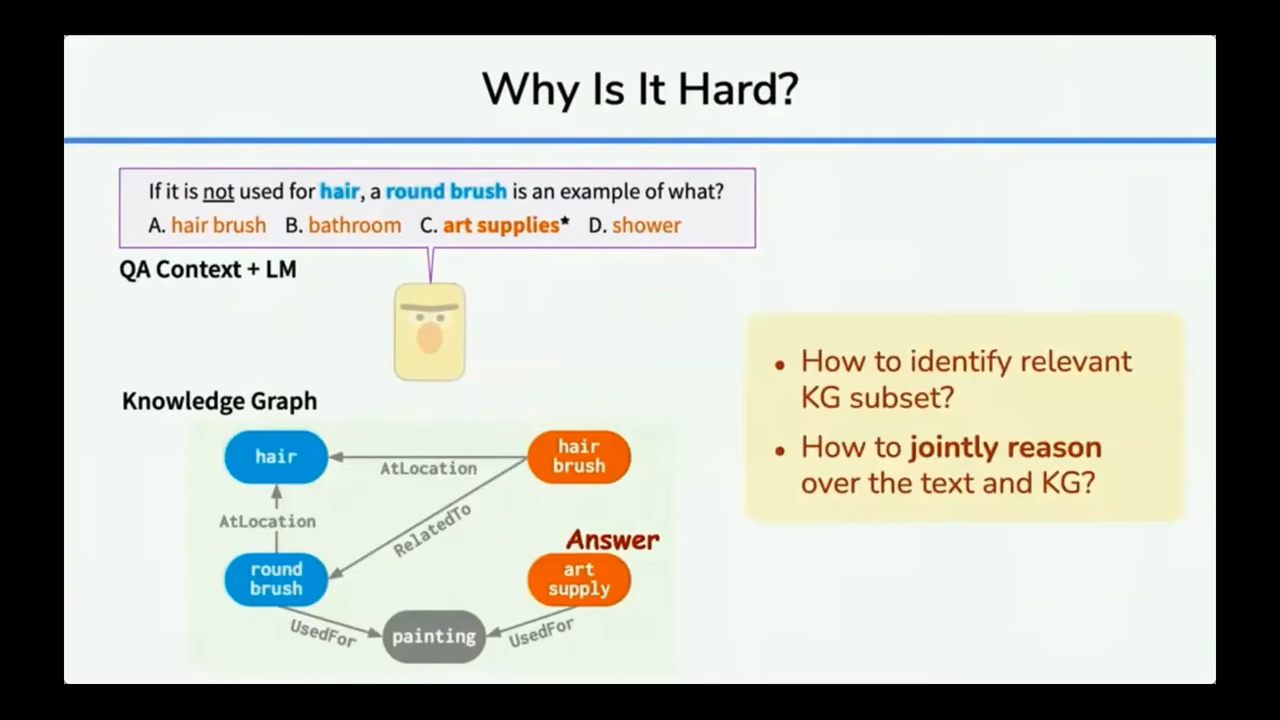 Why Is It Hard?
If it is not used for hair, a round brush is an example of what?
A. hair brush B. bathroom C. art supplies* D. shower
QA Context + LM
Knowledge Graph
hair
AtLocation
hair
brush
AtLocation
RelatedTo
Answer
round
brush
art
supply
UsedFor
painting
UsedFor
• How to identify relevant
KG subset?
• How to jointly reason
over the text and KG?